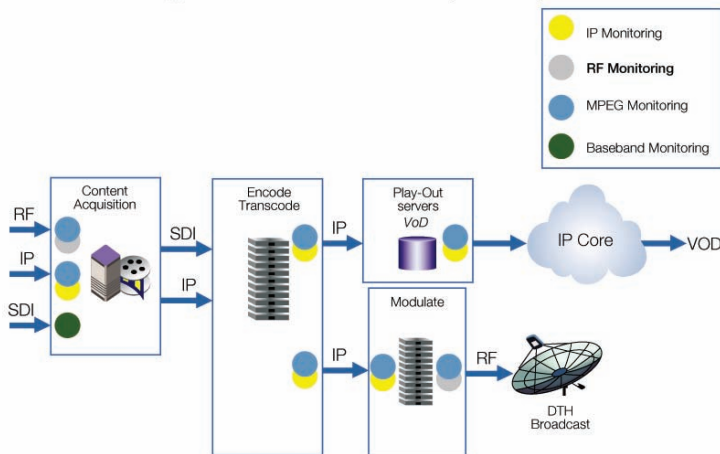 IP Monitoring
RF Monitoring
MPEG Monitoring
Baseband Monitoring
Content
Acquisition
Encode
Transcode
Play-Out
servers
VoD
RF
IP
SDI
SDI
IP
IP
IP Core
VOD
Modulate
IP
RF
DTH
Broadcast